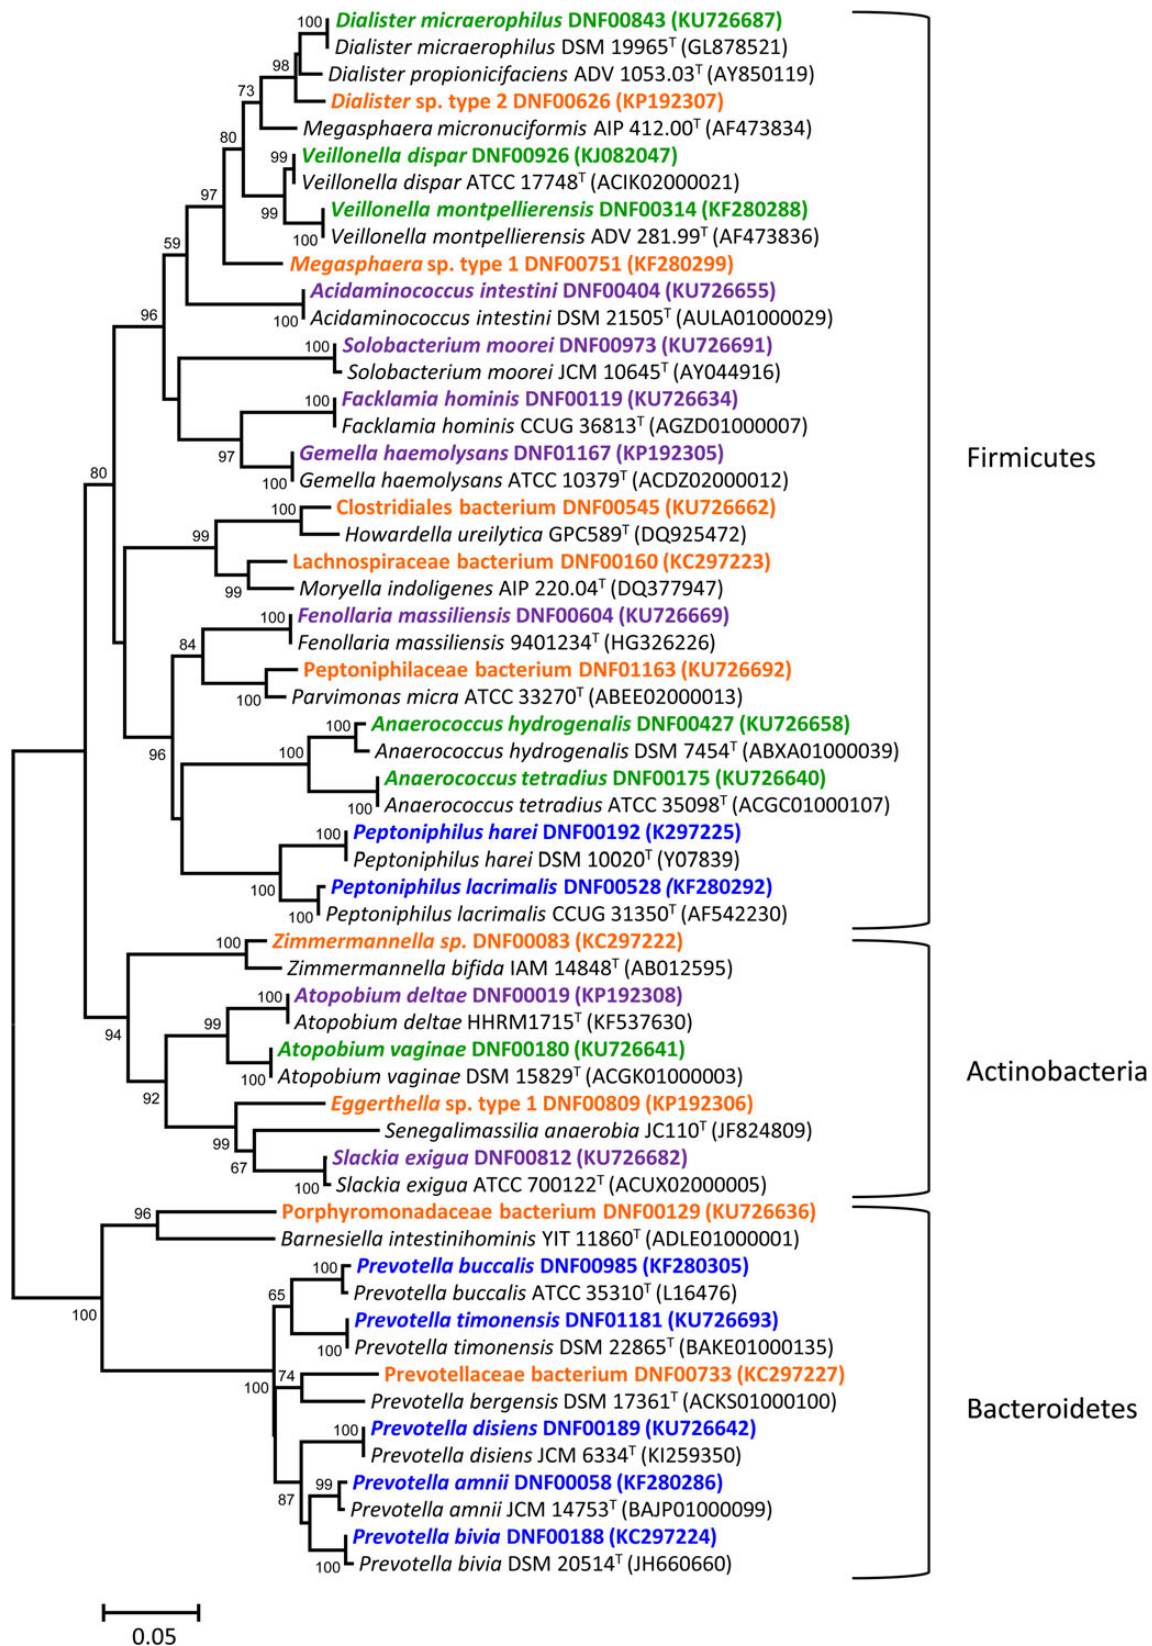 100 Dialister micraerophilus DNF00843 (KU726687)
Dialister micraerophilus DSM 19965T (GL878521)
98 Dialister propionicifaciens ADV 1053.03T (AY850119)
73 Dialister sp. type 2 DNF00626 (KP192307)
Megasphaera micronuciformis AIP 412.00T (AF473834)
80
99 Veillonella dispar DNF00926 (KJ082047)
Veillonella dispar ATCC 17748T (ACIK02000021)
97
99 Veillonella montpellierensis DNF00314 (KF280288)
100 Veillonella montpellierensis ADV 281.99T (AF473836)
59
Megasphaera sp. type 1 DNF00751 (KF280299)
Acidaminococcus intestini DNF00404 (KU726655)
96
100 Acidaminococcus intestini DSM 21505T (AULA01000029)
100 Solobacterium moorei DNF00973 (KU726691)
Solobacterium moorei JCM 10645T (AY044916)
100 Facklamia hominis DNF00119 (KU726634)
Facklamia hominis CCUG 36813T (AGZD01000007)
97 Gemella haemolysans DNF01167 (KP192305)
Firmicutes
80
100 Gemella haemolysans ATCC 10379T (ACDZ02000012)
100 Clostridiales bacterium DNF00545 (KU726662)
99 Howardella ureilytica GPC589T (DQ925472)
Lachnospiraceae bacterium DNF00160 (KC297223)
99 Moryella indoligenes AIP 220.04T (DQ377947)
100 Fenollaria massiliensis DNF00604 (KU726669)
84 Fenollaria massiliensis 9401234T (HG326226)
Peptoniphilaceae bacterium DNF01163 (KU726692)
100 Parvimonas micra ATCC 33270T (ABEE02000013)
100 Anaerococcus hydrogenalis DNF00427 (KU726658)
96 100 Anaerococcus hydrogenalis DSM 7454T (ABXA01000039)
Anaerococcus tetradius DNF00175 (KU726640)
100 Anaerococcus tetradius ATCC 35098T (ACGC01000107)
100 Peptoniphilus harei DNF00192 (K297225)
Peptoniphilus harei DSM 10020T (Y07839)
100 Peptoniphilus lacrimalis DNF00528 (KF280292)
100 Peptoniphilus lacrimalis CCUG 31350T (AF542230)
100 Zimmermannella sp. DNF00083 (KC297222)
Zimmermannella bifida IAM 14848T (AB012595)
100 Atopobium deltae DNF00019 (KP192308)
94 99 Atopobium deltae HHRM1715T (KF537630)
Atopobium vaginae DNF00180 (KU726641)
Actinobacteria
100 Atopobium vaginae DSM 15829T (ACGK01000003)
92 Eggerthella sp. type 1 DNF00809 (KP192306)
99 Senegalimassilia anaerobia JC110T (JF824809)
67 Slackia exigua DNF00812 (KU726682)
100 Slackia exigua ATCC 700122T (ACUX02000005)
96 Porphyromonadaceae bacterium DNF00129 (KU726636)
Barnesiella intestinihominis YIT 11860T (ADLE01000001)
100 Prevotella buccalis DNF00985 (KF280305)
65 Prevotella buccalis ATCC 35310T (L16476)
100 Prevotella timonensis DNF01181 (KU726693)
100 Prevotella timonensis DSM 22865T (BAKE01000135)
74 Prevotellaceae bacterium DNF00733 (KC297227)
100 Prevotella bergensis DSM 17361T (ACKS01000100)
Bacteroidetes
100 Prevotella disiens DNF00189 (KU726642)
Prevotella disiens JCM 6334T (KI259350)
99 Prevotella amnii DNF00058 (KF280286)
87 Prevotella amnii JCM 14753T (BAJP01000099)
Prevotella bivia DNF00188 (KC297224)
100 Prevotella bivia DSM 20514T (JH660660)
0.05